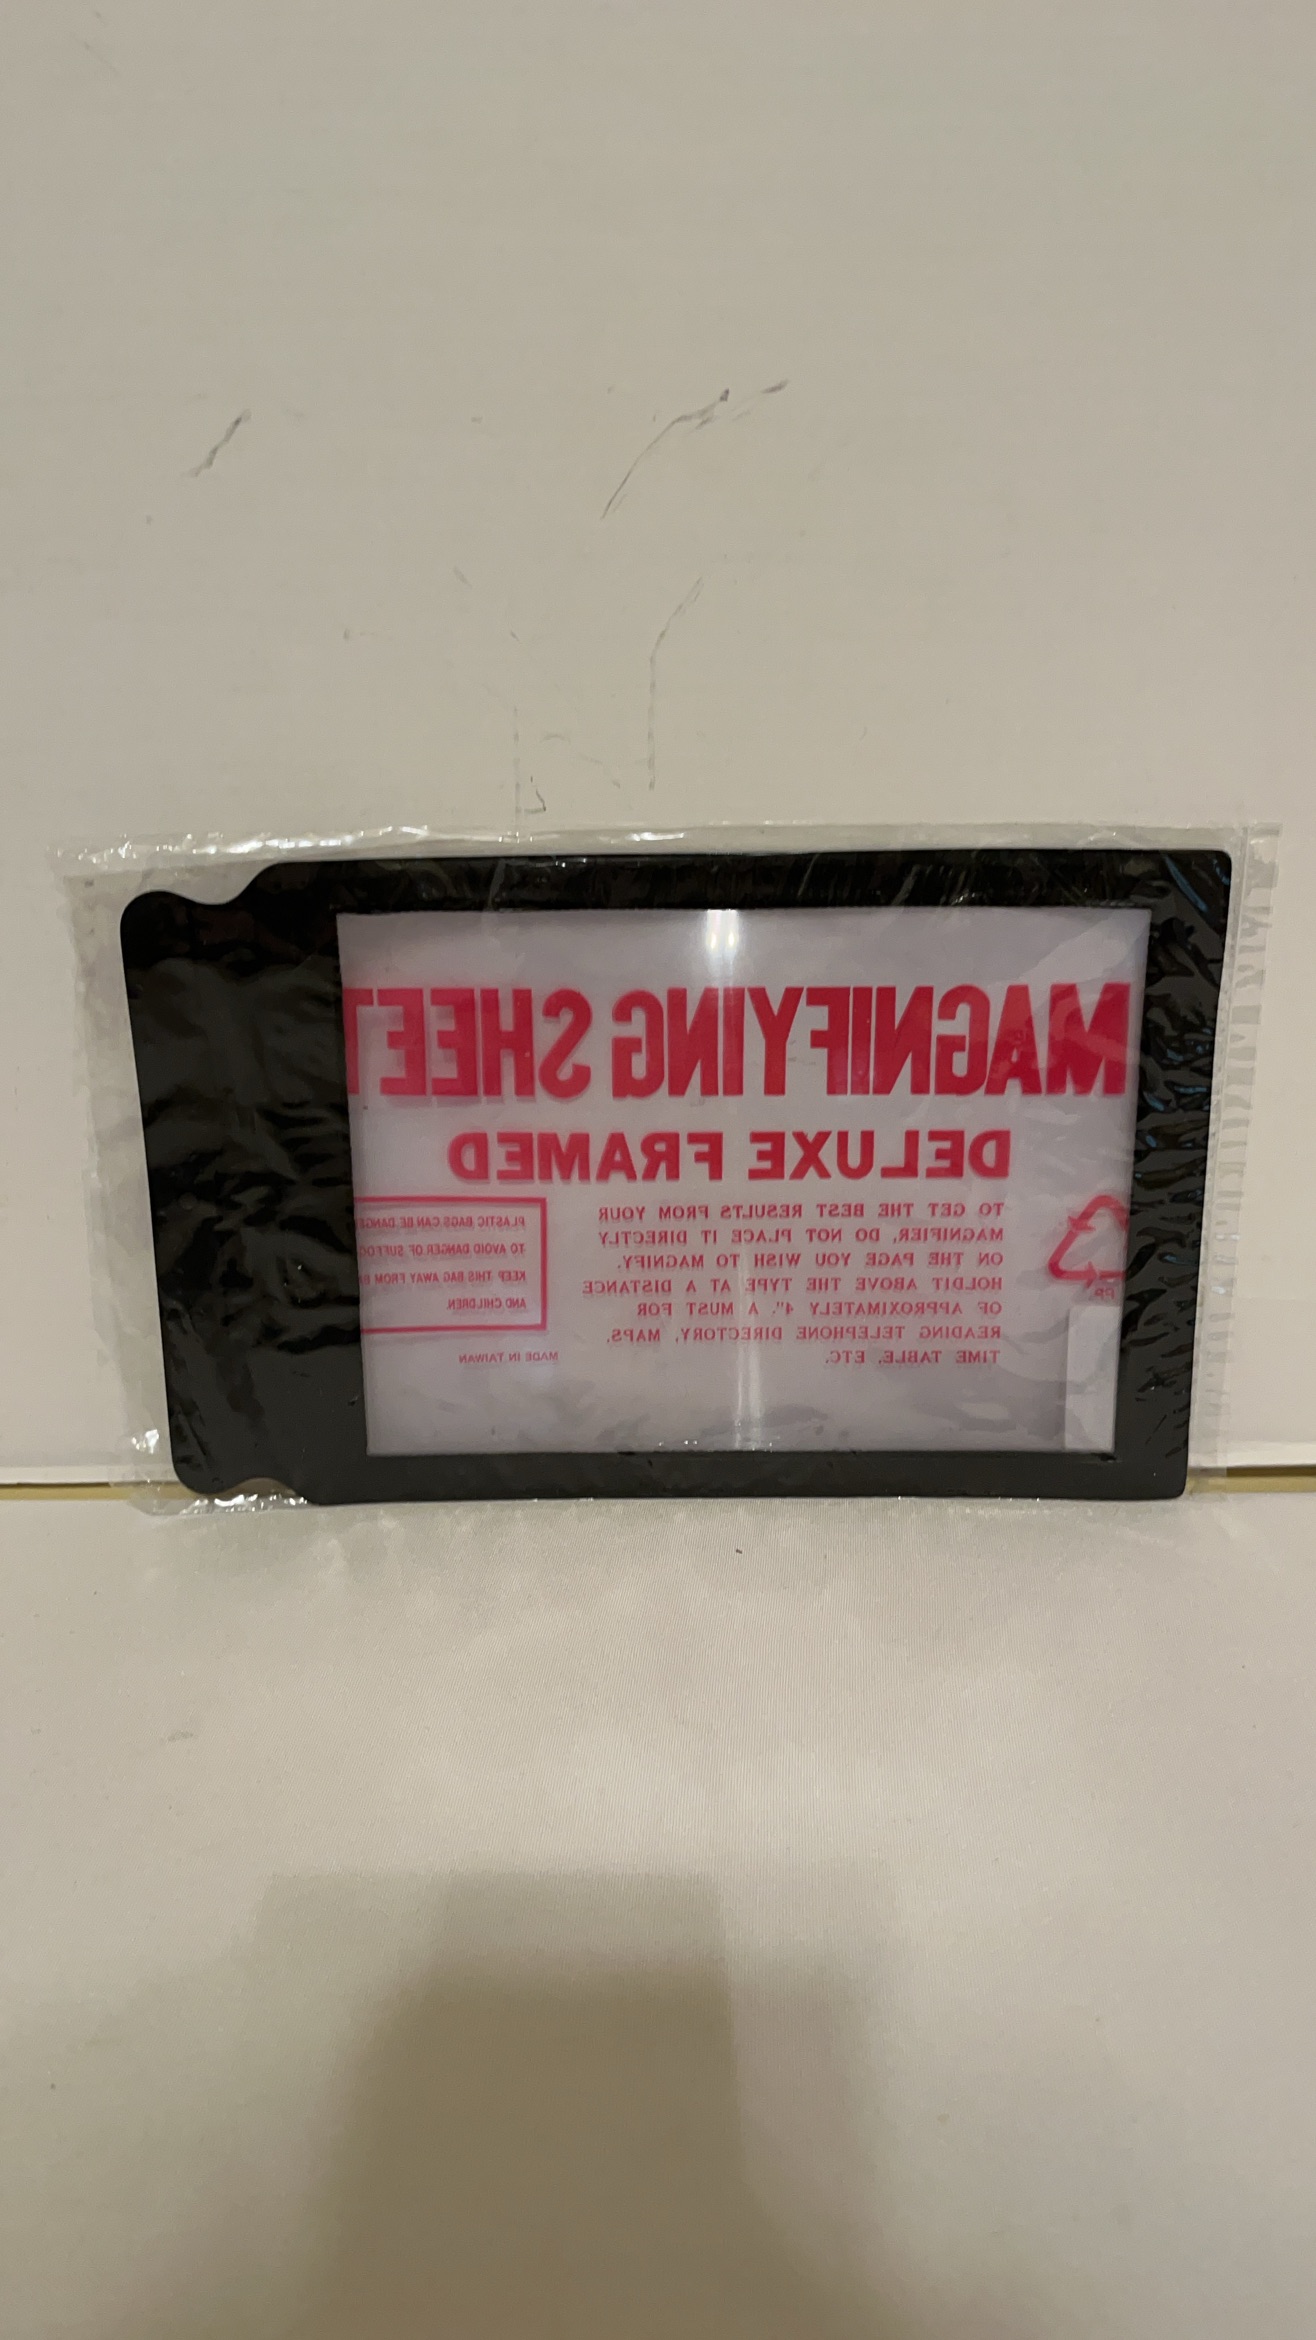 MAGNIFYING SHEET
DELUXE FRAMED
TO GET THE BEST RESULTS FROM YOUR
MAGNIFIER, DO NOT PLACE IT DIRECTLY
ON THE PAGE YOU WISH TO MAGNIFY.
HOLDIT ABOVE THE TYPE AT A DISTANCE
OF APPROXIMATELY 4". A MUST FOR
READING TELEPHONE DIRECTORY, MAPS,
TIME TABLE, ETC.
PP
PLASTIC BAGS CAN BE
TO AVOID DANGER OF
KEEP THIS BAG AWAY FROM
AND CHILDREN.
MADE IN TAIWAN